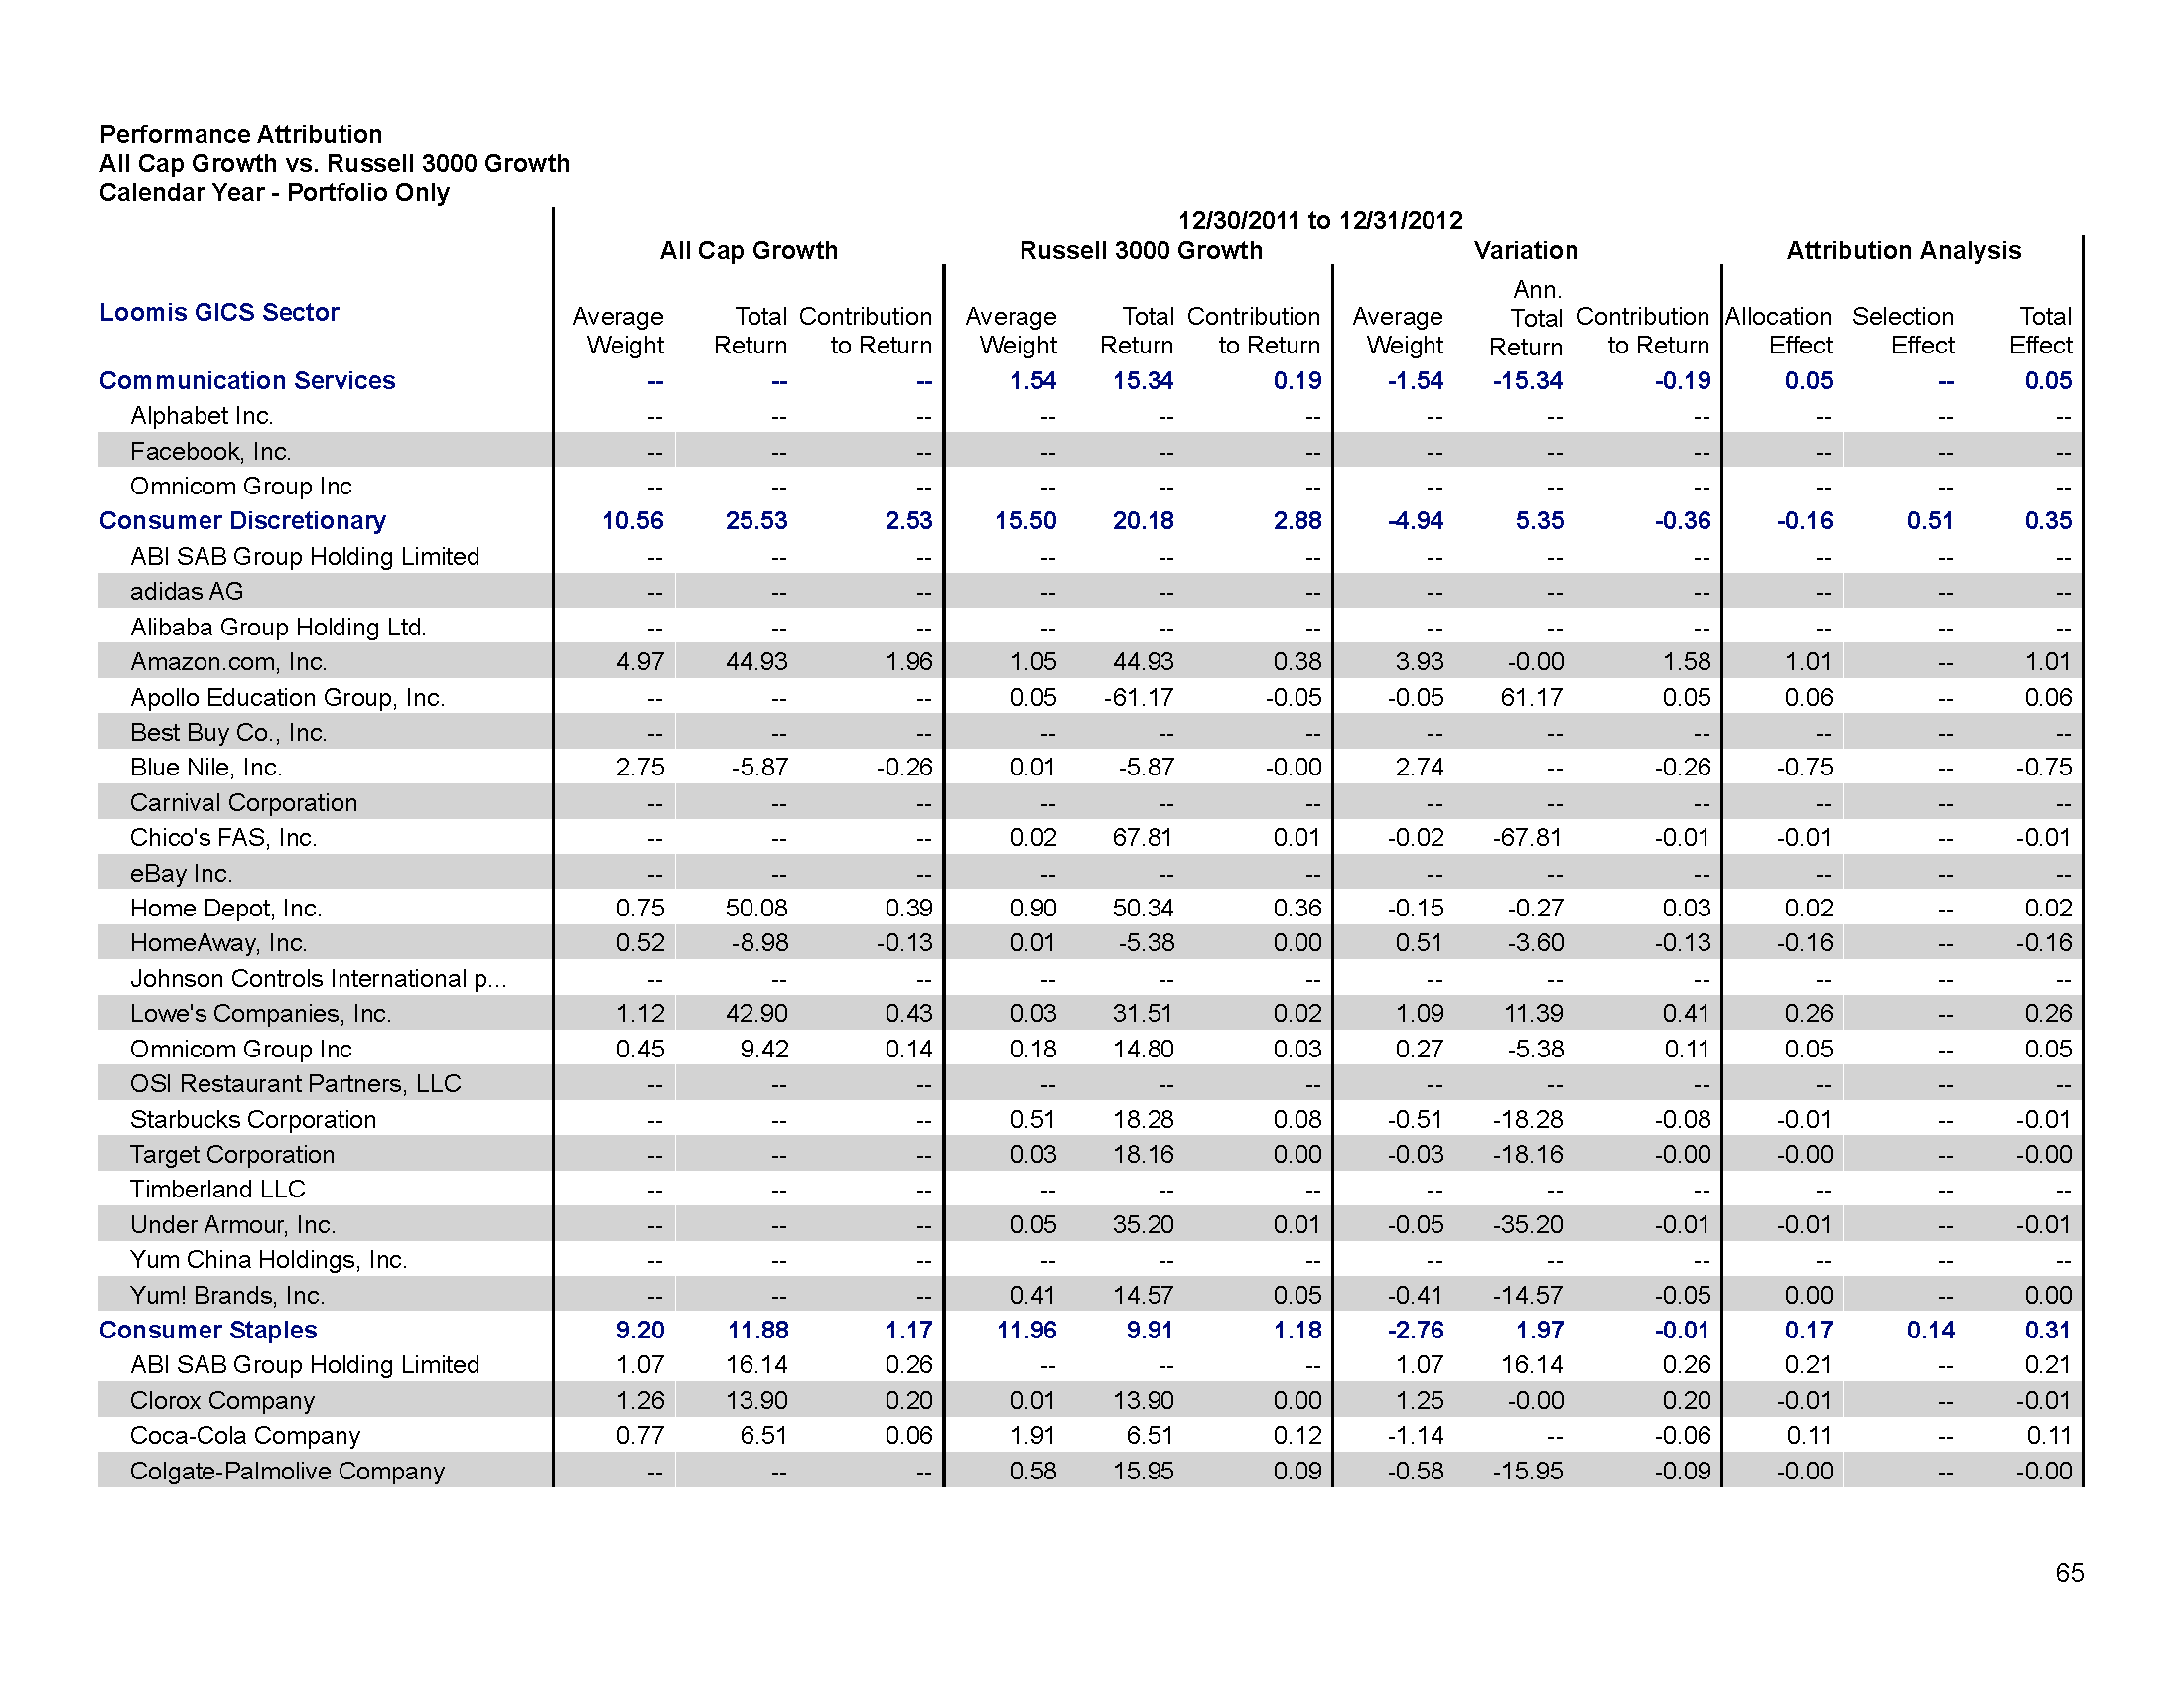 Performance Attribution
All Cap Growth vs. Russell 3000 Growth
Calendar Year - Portfolio Only
12/30/2011 to 12/31/2012
All Cap Growth Russell 3000 Growth Variation Attribution Analysis
Loomis GICS Sector Average Weight Total Return Contribution to Return Average Weight Total Return Contribution to Return Average Weight Ann. Total Return Contribution to Return Allocation Effect Selection Effect Total Effect
Communication Services -- -- -- 1.54 15.34 0.19 -1.54 -15.34 -0.19 0.05 -- 0.05
Alphabet Inc. -- -- -- -- -- -- -- -- -- -- -- --
Facebook, Inc. -- -- -- -- -- -- -- -- -- -- -- --
Omnicom Group Inc -- -- -- -- -- -- -- -- -- -- -- --
Consumer Discretionary 10.56 25.53 2.53 15.50 20.18 2.88 -4.94 5.35 -0.36 -0.16 0.51 0.35
ABI SAB Group Holding Limited -- -- -- -- -- -- -- -- -- -- -- --
adidas AG -- -- -- -- -- -- -- -- -- -- -- --
Alibaba Group Holding Ltd. -- -- -- -- -- -- -- -- -- -- -- --
Amazon.com, Inc. 4.97 44.93 1.96 1.05 44.93 0.38 3.93 -0.00 1.58 1.01 -- 1.01
Apollo Education Group, Inc. -- -- -- 0.05 -61.17 -0.05 -0.05 61.17 0.05 0.06 -- 0.06
Best Buy Co., Inc. -- -- -- -- -- -- -- -- -- -- -- --
Blue Nile, Inc. 2.75 -5.87 -0.26 0.01 -5.87 -0.00 2.74 -- -0.26 -0.75 -- -0.75
Carnival Corporation -- -- -- -- -- -- -- -- -- -- -- --
Chico's FAS, Inc. -- -- -- 0.02 67.81 0.01 -0.02 -67.81 -0.01 -0.01 -- -0.01
eBay Inc. -- -- -- -- -- -- -- -- -- -- -- --
Home Depot, Inc. 0.75 50.08 0.39 0.90 50.34 0.36 -0.15 -0.27 0.03 0.02 -- 0.02
HomeAway, Inc. 0.52 -8.98 -0.13 0.01 -5.38 0.00 0.51 -3.60 -0.13 -0.16 -- -0.16
Johnson Controls International p... -- -- -- -- -- -- -- -- -- -- -- --
Lowe's Companies, Inc. 1.12 42.90 0.43 0.03 31.51 0.02 1.09 11.39 0.41 0.26 -- 0.26
Omnicom Group Inc 0.45 9.42 0.14 0.18 14.80 0.03 0.27 -5.38 0.11 0.05 -- 0.05
OSI Restaurant Partners, LLC -- -- -- -- -- -- -- -- -- -- -- --
Starbucks Corporation -- -- -- 0.51 18.28 0.08 -0.51 -18.28 -0.08 -0.01 -- -0.01
Target Corporation -- -- -- 0.03 18.16 0.00 -0.03 -18.16 -0.00 -0.00 -- -0.00
Timberland LLC -- -- -- -- -- -- -- -- -- -- -- --
Under Armour, Inc. -- -- -- 0.05 35.20 0.01 -0.05 -35.20 -0.01 -0.01 -- -0.01
Yum China Holdings, Inc. -- -- -- -- -- -- -- -- -- -- -- --
Yum! Brands, Inc. -- -- -- 0.41 14.57 0.05 -0.41 -14.57 -0.05 0.00 -- 0.00
Consumer Staples 9.20 11.88 1.17 11.96 9.91 1.18 -2.76 1.97 -0.01 0.17 0.14 0.31
ABI SAB Group Holding Limited 1.07 16.14 0.26 -- -- -- 1.07 16.14 0.26 0.21 -- 0.21
Clorox Company 1.26 13.90 0.20 0.01 13.90 0.00 1.25 -0.00 0.20 -0.01 -- -0.01
Coca-Cola Company 0.77 6.51 0.06 1.91 6.51 0.12 -1.14 -- -0.06 0.11 -- 0.11
Colgate-Palmolive Company -- -- -- 0.58 15.95 0.09 -0.58 -15.95 -0.09 -0.00 -- -0.00
65